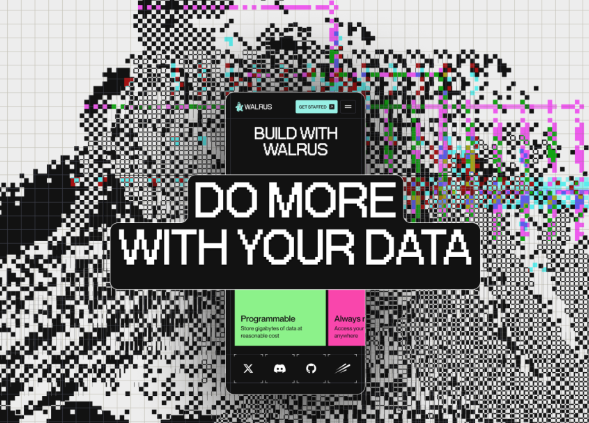 WALRUS
GET STARTED
BUILD WITH
WALRUS
DO MORE
WITH YOUR DATA
Programmable
Store gigabytes of data at
reasonable cost
Always
Access your
anywhere